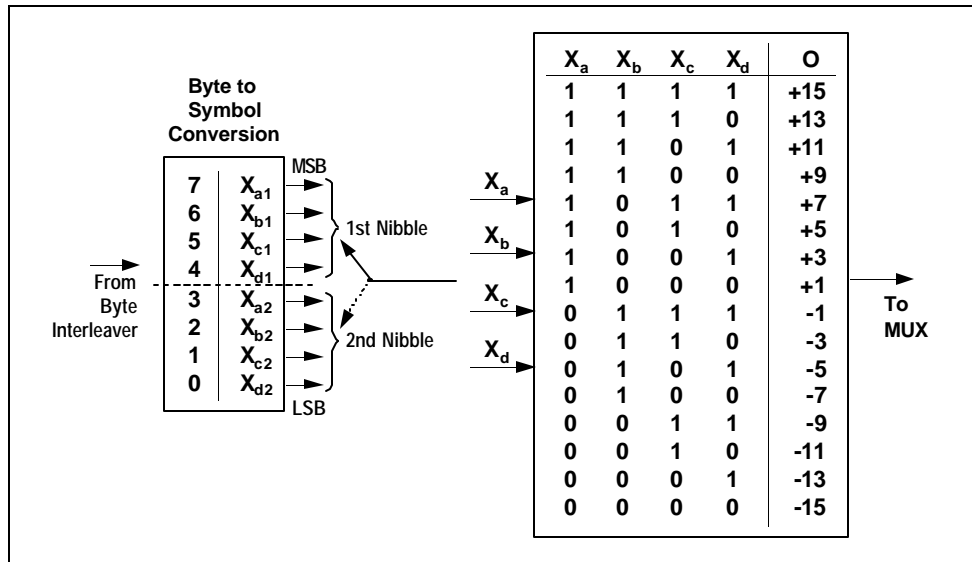 Byte to
Symbol
Conversion
7 Xa1
6 Xb1
5 Xc1
4 Xd1
3 Xa2
2 Xb2
1 Xc2
0 Xd2
MSB
LSB
1st Nibble
2nd Nibble
From
Byte
Interleaver
Xa
Xb
Xc
Xd
Xa Xb Xc Xd O
1 1 1 1 +15
1 1 1 0 +13
1 1 0 1 +11
1 1 0 0 +9
1 0 1 1 +7
1 0 1 0 +5
1 0 0 1 +3
1 0 0 0 +1
0 1 1 1 -1
0 1 1 0 -3
0 1 0 1 -5
0 1 0 0 -7
0 0 1 1 -9
0 0 1 0 -11
0 0 0 1 -13
0 0 0 0 -15
To
MUX